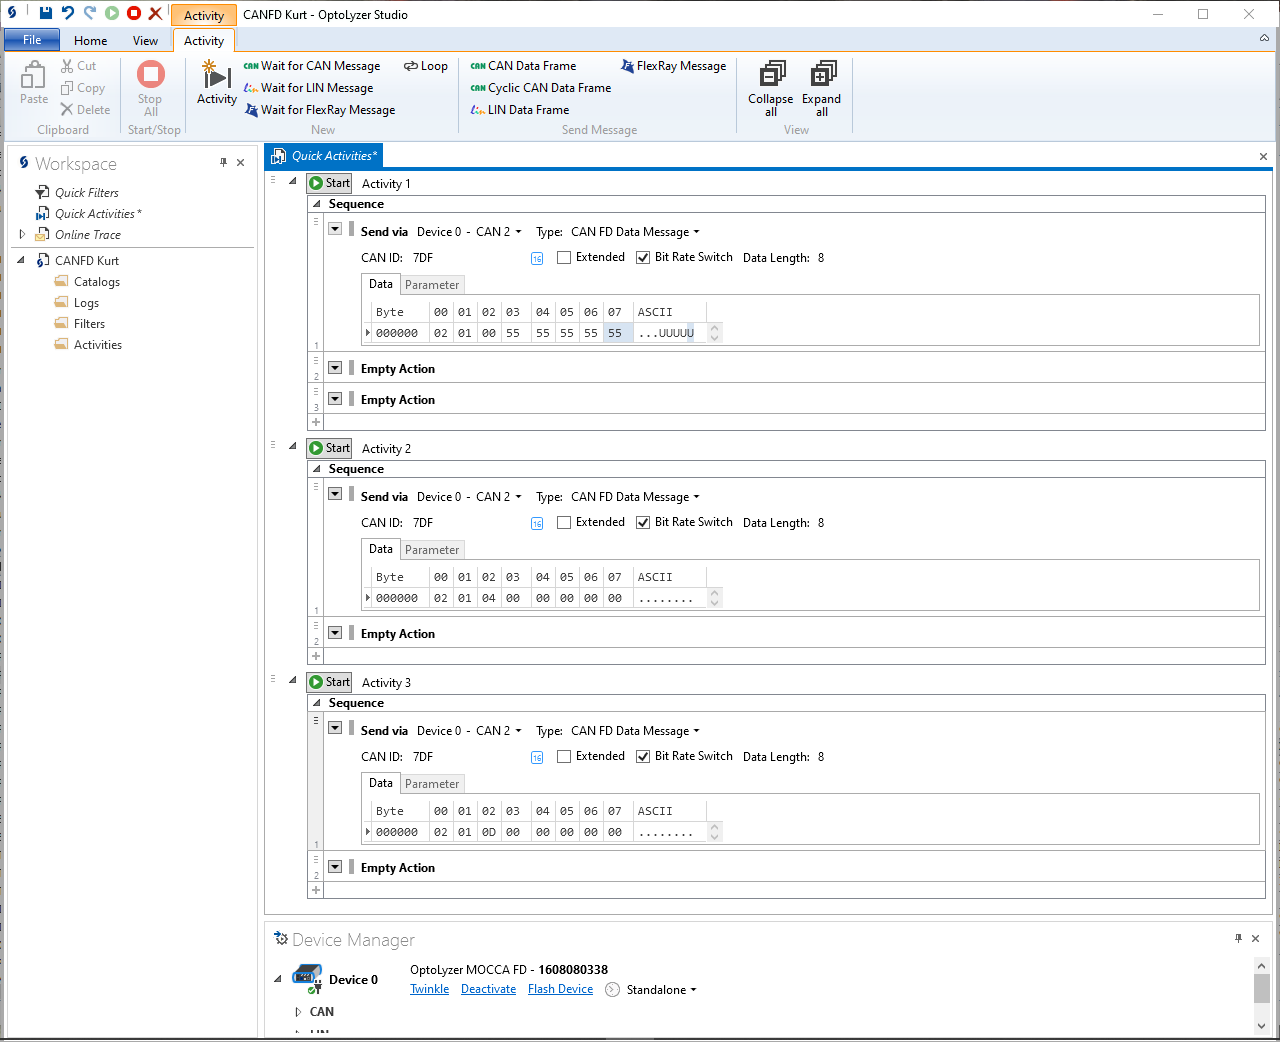 Activity CANFD Kurt - OptoLyzer Studio
File Home View Activity
Paste
Cut
Copy
Delete
Clipboard
Stop All
Start/Stop
Activity
Wait for CAN Message
Wait for LIN Message
Wait for FlexRay Message
Loop
New
CAN CAN Data Frame
CAN Cyclic CAN Data Frame
LIN Data Frame
FlexRay Message
Send Message
Collapse all
Expand all
View
Workspace
Quick Filters
Quick Activities*
Online Trace
CANFD Kurt
Catalogs
Logs
Filters
Activities
Quick Activities*
Start Activity 1
Sequence
Send via Device 0 - CAN 2 Type: CAN FD Data Message
CAN ID: 7DF 16 Extended Bit Rate Switch Data Length: 8
Data Parameter
Byte 00 01 02 03 04 05 06 07 ASCII
000000 02 01 00 55 55 55 55 55 ...UUUUU
1
Empty Action
2
Empty Action
3
Start Activity 2
Sequence
Send via Device 0 - CAN 2 Type: CAN FD Data Message
CAN ID: 7DF 16 Extended Bit Rate Switch Data Length: 8
Data Parameter
Byte 00 01 02 03 04 05 06 07 ASCII
000000 02 01 04 00 00 00 00 00 ........
1
Empty Action
2
Start Activity 3
Sequence
Send via Device 0 - CAN 2 Type: CAN FD Data Message
CAN ID: 7DF 16 Extended Bit Rate Switch Data Length: 8
Data Parameter
Byte 00 01 02 03 04 05 06 07 ASCII
000000 02 01 0D 00 00 00 00 00 ........
1
Empty Action
2
Device Manager
Device 0
OptoLyzer MOCCA FD - 1608080338
Twinkle Deactivate Flash Device Standalone
CAN